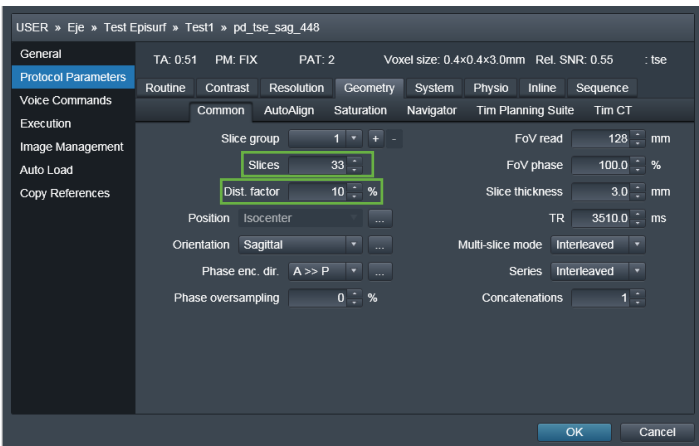 USER » Eje » Test Episurf » Test1 » pd_tse_sag_448
General
Protocol Parameters
Voice Commands
Execution
Image Management
Auto Load
Copy References
TA: 0:51 PM: FIX PAT: 2 Voxel size: 0.4×0.4×3.0mm Rel. SNR: 0.55 : tse
Routine Contrast Resolution Geometry System Physio Inline Sequence
Common AutoAlign Saturation Navigator Tim Planning Suite Tim CT
Slice group 1 + -
Slices 33
Dist. factor 10 %
Position Isocenter ...
Orientation Sagittal ...
Phase enc. dir. A >> P ...
Phase oversampling 0 %
FoV read 128 mm
FoV phase 100.0 %
Slice thickness 3.0 mm
TR 3510.0 ms
Multi-slice mode Interleaved
Series Interleaved
Concatenations 1
OK Cancel